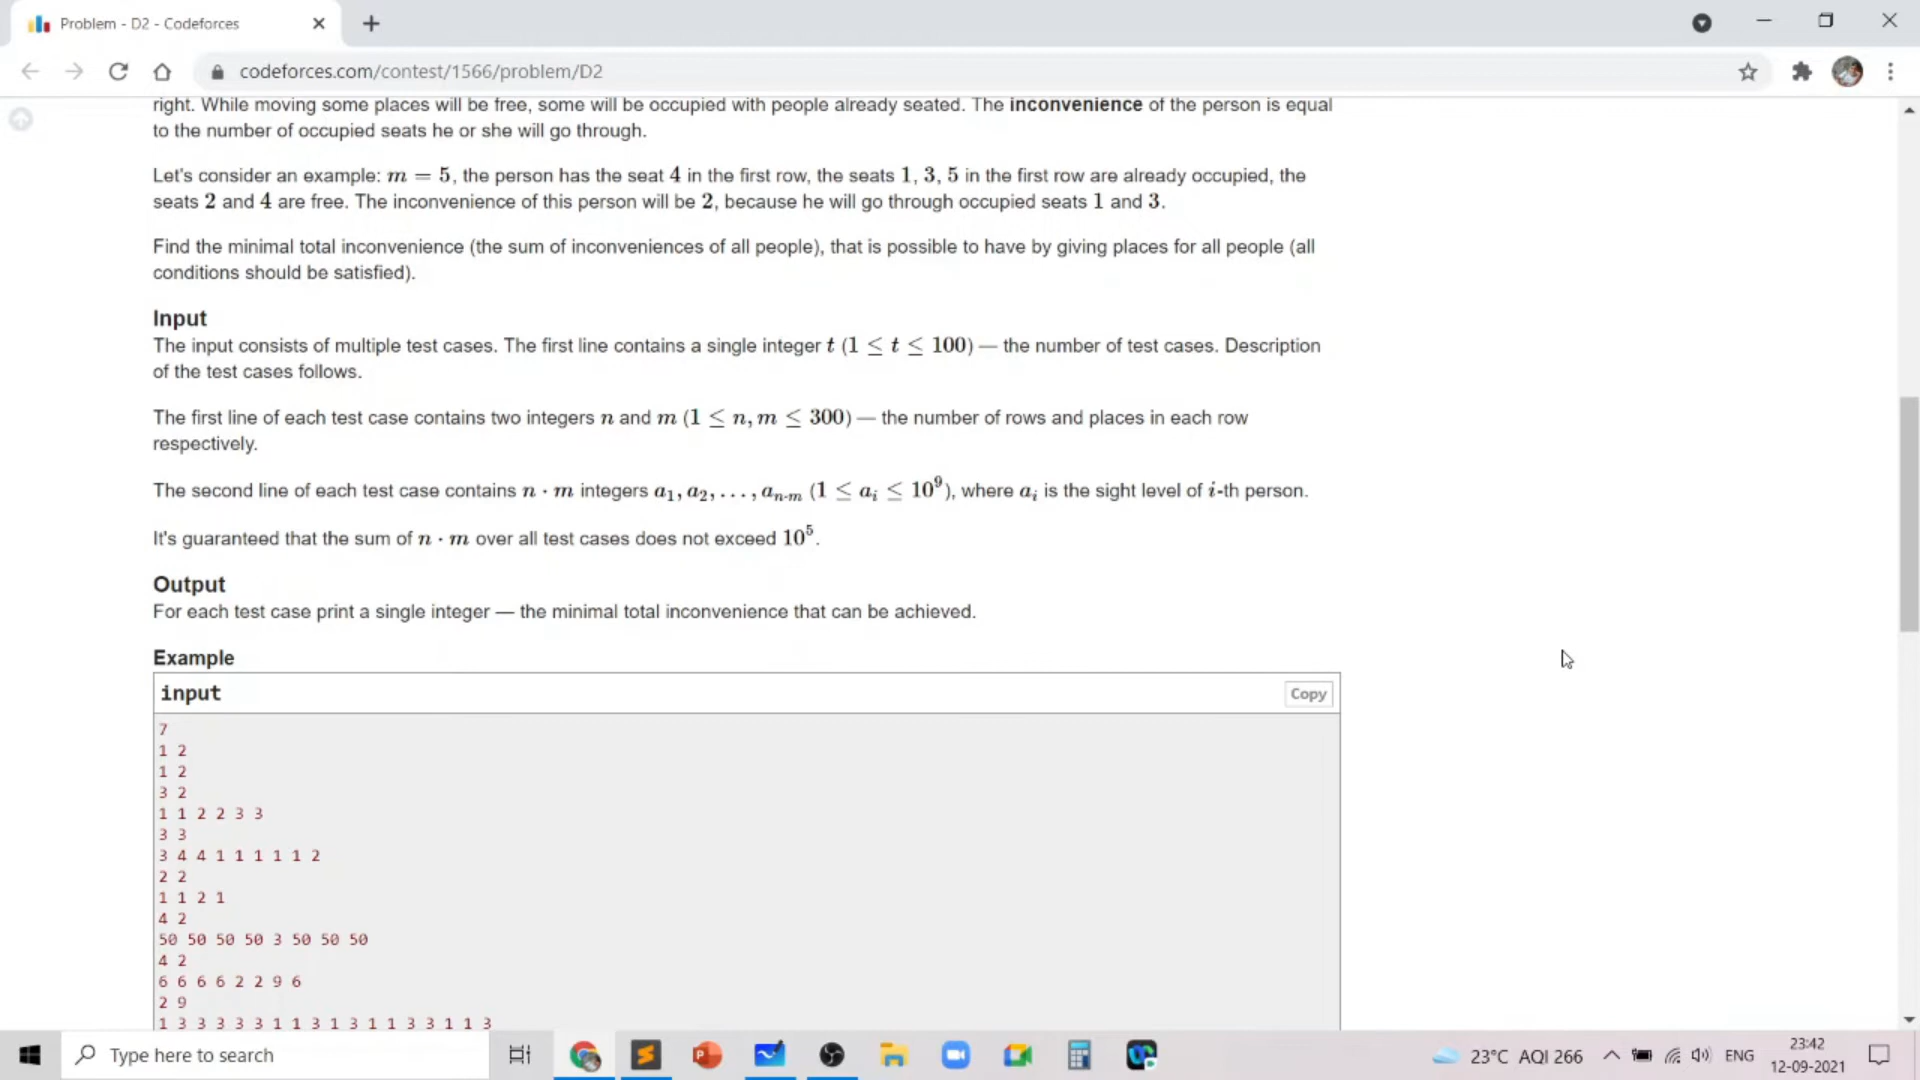 Problem - D2 - Codeforces
codeforces.com/contest/1566/problem/D2
right. While moving some places will be free, some will be occupied with people already seated. The inconvenience of the person is equal
to the number of occupied seats he or she will go through.
Let's consider an example: m = 5, the person has the seat 4 in the first row, the seats 1, 3, 5 in the first row are already occupied, the
seats 2 and 4 are free. The inconvenience of this person will be 2, because he will go through occupied seats 1 and 3.
Find the minimal total inconvenience (the sum of inconveniences of all people), that is possible to have by giving places for all people (all
conditions should be satisfied).
Input
The input consists of multiple test cases. The first line contains a single integer t (1 ≤ t ≤ 100) — the number of test cases. Description
of the test cases follows.
The first line of each test case contains two integers n and m (1 ≤ n, m ≤ 300) — the number of rows and places in each row
respectively.
The second line of each test case contains n · m integers a₁, a₂, . . . , aₙ.ₘ (1 ≤ aᵢ ≤ 10⁹), where aᵢ is the sight level of i-th person.
It's guaranteed that the sum of n · m over all test cases does not exceed 10⁵.
Output
For each test case print a single integer — the minimal total inconvenience that can be achieved.
Example
input
Copy
7
1 2
1 2
3 2
1 1 2 2 3 3
3 3
3 4 4 1 1 1 1 1 2
2 2
1 1 2 1
4 2
50 50 50 50 3 50 50 50
4 2
6 6 6 6 2 2 9 6
2 9
1 3 3 3 3 3 1 1 3 1 3 1 1 3 3 1 1 3
Type here to search
23°C AQI 266
ENG
23:42
12-09-2021